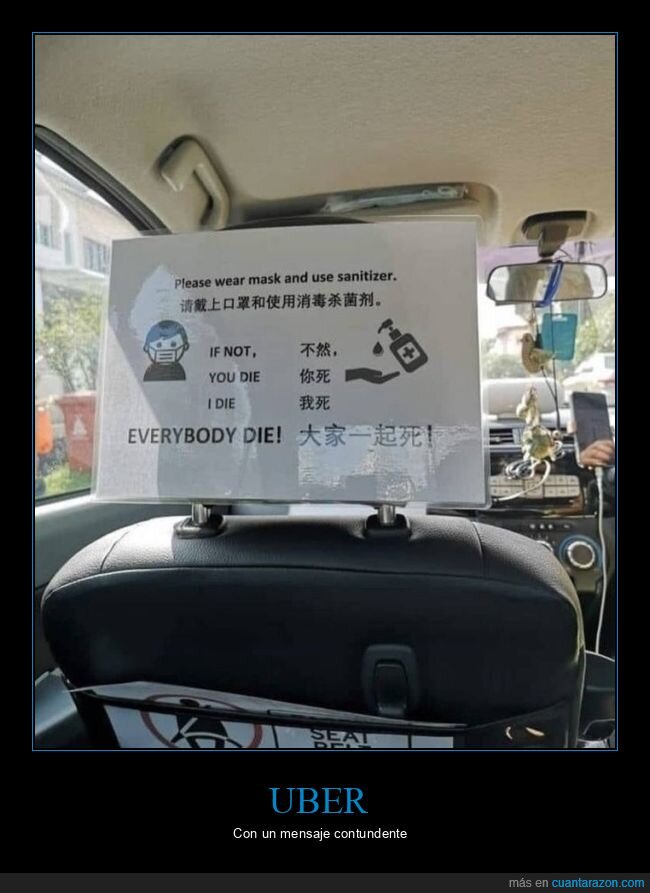 Please wear mask and use sanitizer.
请戴上口罩和使用消毒杀菌剂。
IF NOT, 不然，
YOU DIE 你死
I DIE 我死
EVERYBODY DIE! 大家一起死！
SEAT
BELT
UBER
Con un mensaje contundente
más en cuantarazon.com